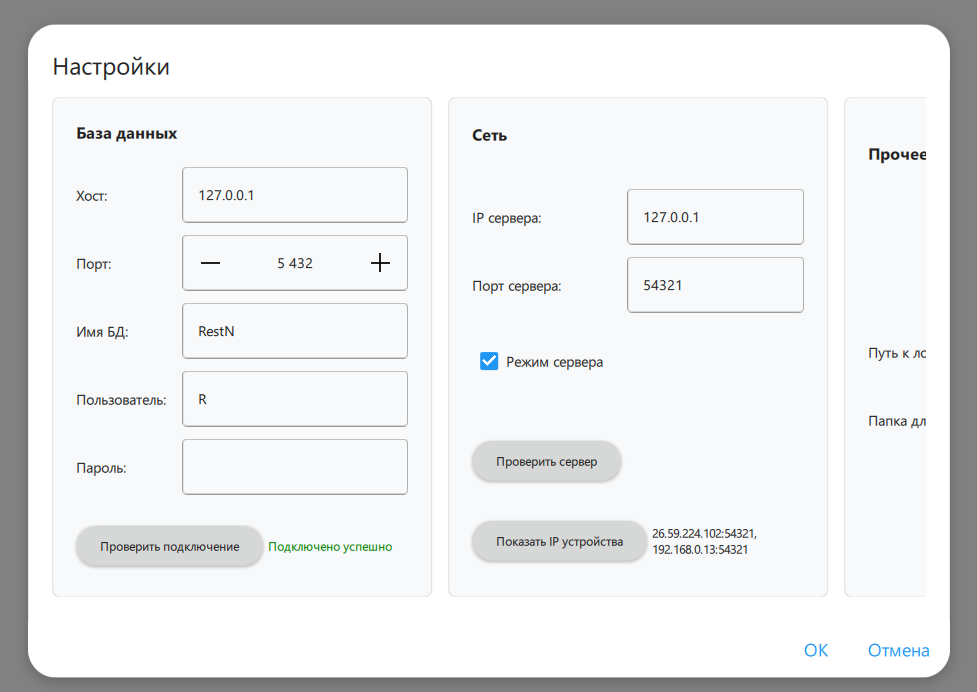 Настройки
База данных
Хост:
127.0.0.1
Порт:
5 432
Имя БД:
RestN
Пользователь:
R
Пароль:
Проверить подключение
Подключено успешно
Сеть
IP сервера:
127.0.0.1
Порт сервера:
54321
Режим сервера
Проверить сервер
Показать IP устройства
26.59.224.102:54321,
192.168.0.13:54321
Прочее
Путь к ло
Папка дл
ОК
Отмена